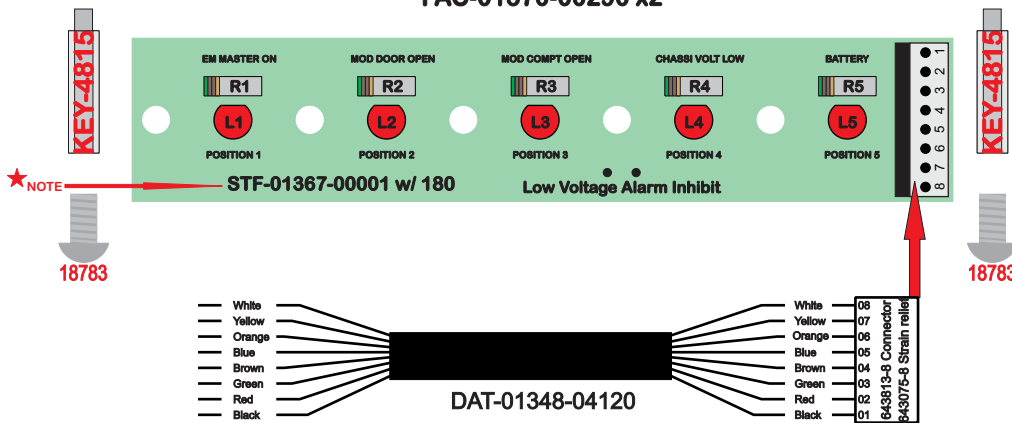 KEY-4815
EM MASTER ON MOD DOOR OPEN MOD COMPT OPEN CHASSI VOLT LOW BATTERY
R1 R2 R3 R4 R5
L1 L2 L3 L4 L5
POSITION 1 POSITION 2 POSITION 3 POSITION 4 POSITION 5
1
2
3
4
5
6
7
8
KEY-4815
NOTE
STF-01367-00001 w/ 180
Low Voltage Alarm Inhibit
18783
18783
White
Yellow
Orange
Blue
Brown
Green
Red
Black
DAT-01348-04120
White 08
Yellow 07
Orange 06
Blue 05
Brown 04
Green 03
Red 02
Black 01
643813-8 Connector
643075-8 Strain relief